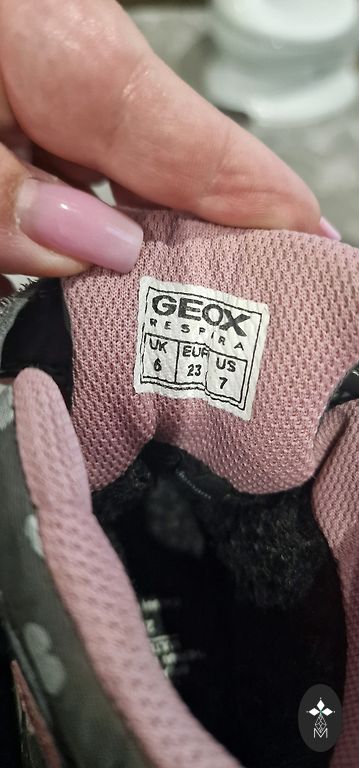 GEOX
RESPIRA
UK EUR US
6 23 7
M